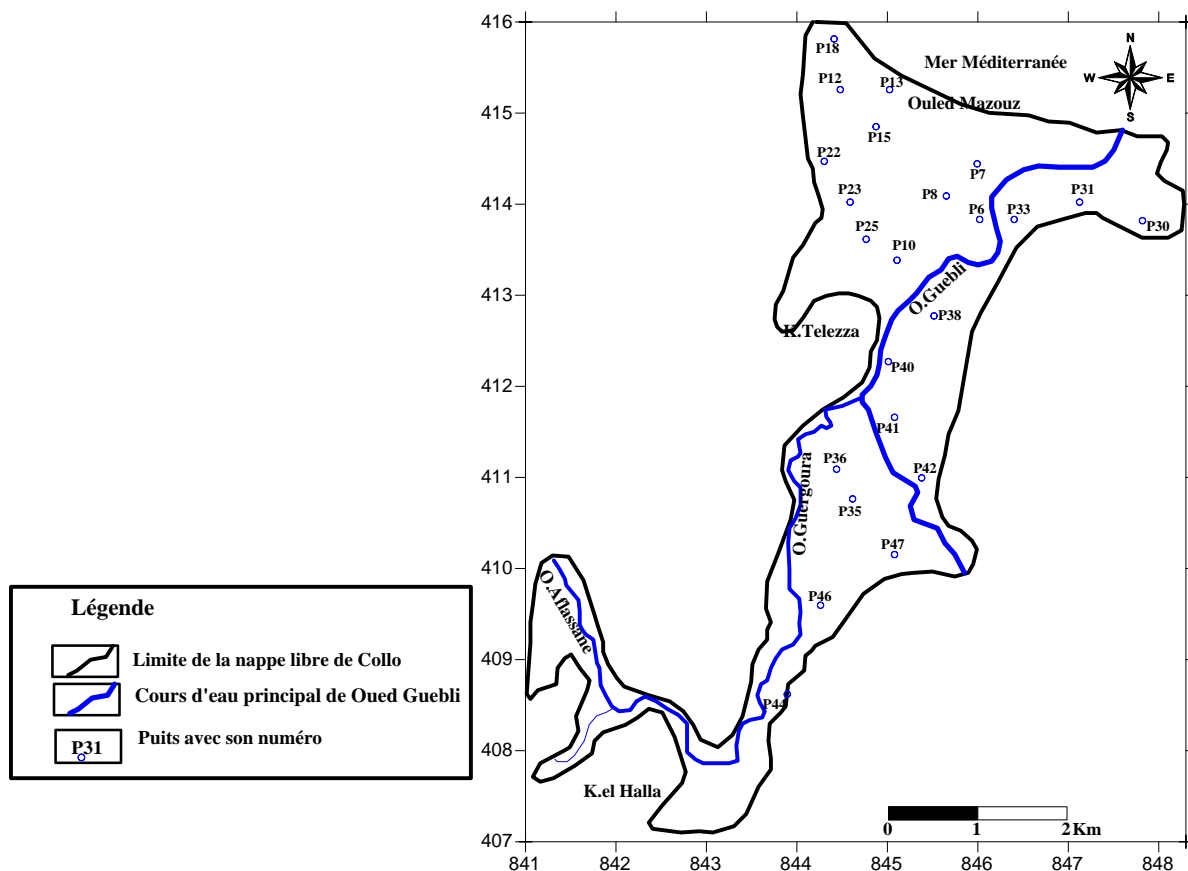 416
415
414
413
412
411
410
409
408
407
841
842
843
844
845
846
847
848
N
W
E
S
Mer Méditerranée
Ouled Mazouz
P18
P12
P13
P15
P22
P7
P23
P8
P31
P6
P33
P30
P25
P10
O.Guebli
P38
K.Telezza
P40
P41
P36
P42
O.Guergoura
P35
P47
O.Aflassane
P46
P44
K.el Halla
0 1 2Km
Légende
Limite de la nappe libre de Collo
Cours d'eau principal de Oued Guebli
P31
Puits avec son numéro